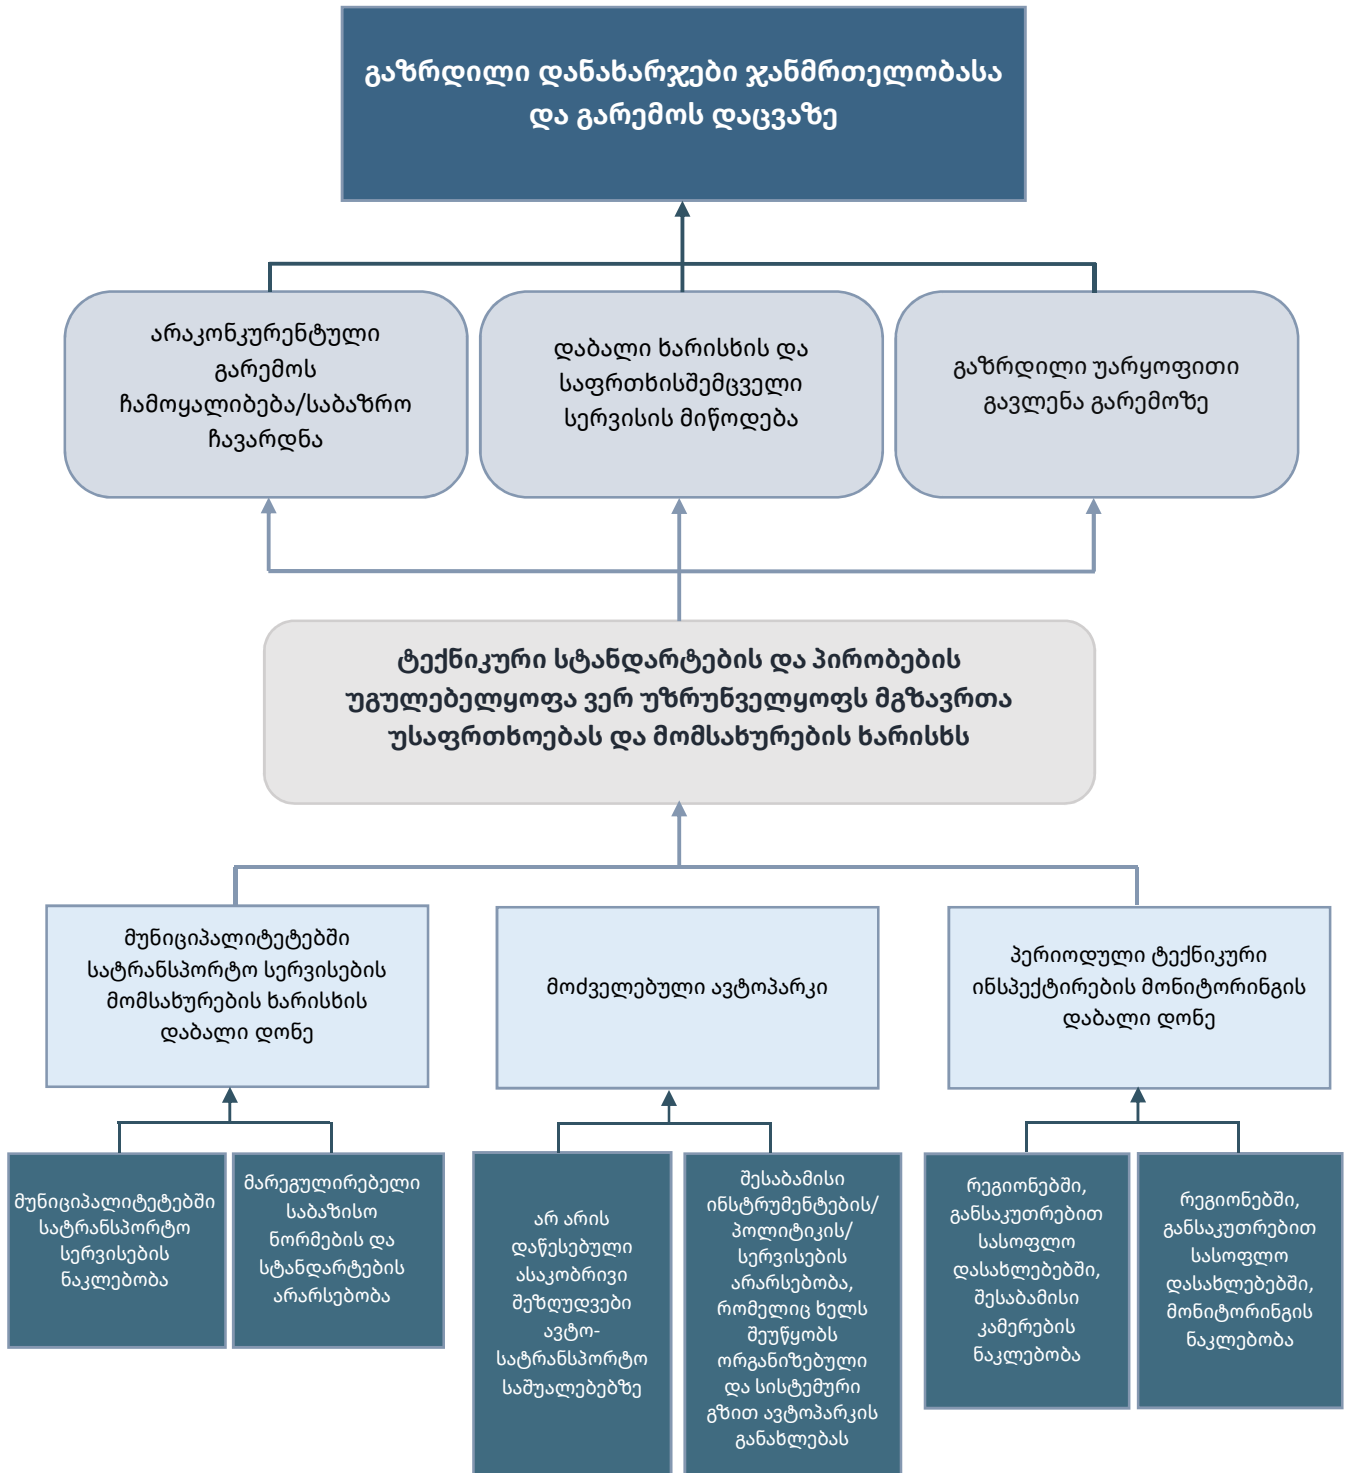 გაზრდილი დანახარჯები ჯანმრთელობასა
და გარემოს დაცვაზე
არაკონკურენტული
გარემოს
ჩამოყალიბება/საბაზრო
ჩავარდნა
დაბალი ხარისხის და
საფრთხისშემცველი
სერვისის მიწოდება
გაზრდილი უარყოფითი
გავლენა გარემოზე
ტექნიკური სტანდარტების და პირობების
უგულებელყოფა ვერ უზრუნველყოფს მგზავრთა
უსაფრთხოებას და მომსახურების ხარისხს
მუნიციპალიტეტებში
სატრანსპორტო სერვისების
მომსახურების ხარისხის
დაბალი დონე
მოძველებული ავტოპარკი
პერიოდული ტექნიკური
ინსპექტირების მონიტორინგის
დაბალი დონე
მუნიციპალიტეტებში
სატრანსპორტო
სერვისების
ნაკლებობა
მარეგულირებელი
საბაზისო
ნორმების და
სტანდარტების
არარსებობა
არ არის
დაწესებული
ასაკობრივი
შეზღუდვები
ავტო-
სატრანსპორტო
საშუალებებზე
შესაბამისი
ინსტრუმენტების/
პოლიტიკის/
სერვისების
არარსებობა,
რომელიც ხელს
შეუწყობს
ორგანიზებული
და სისტემური
გზით ავტოპარკის
განახლებას
რეგიონებში,
განსაკუთრებით
სასოფლო
დასახლებებში,
შესაბამისი
კამერების
ნაკლებობა
რეგიონებში,
განსაკუთრებით
სასოფლო
დასახლებებში,
მონიტორინგის
ნაკლებობა